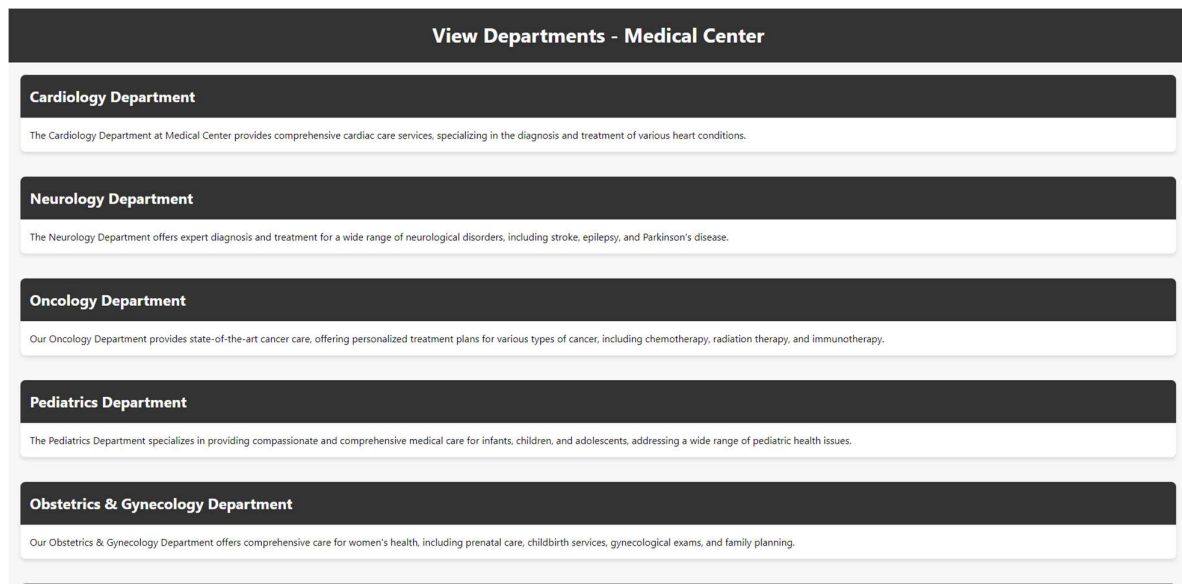 View Departments - Medical Center
Cardiology Department
The Cardiology Department at Medical Center provides comprehensive cardiac care services, specializing in the diagnosis and treatment of various heart conditions.
Neurology Department
The Neurology Department offers expert diagnosis and treatment for a wide range of neurological disorders, including stroke, epilepsy, and Parkinson's disease.
Oncology Department
Our Oncology Department provides state-of-the-art cancer care, offering personalized treatment plans for various types of cancer, including chemotherapy, radiation therapy, and immunotherapy.
Pediatrics Department
The Pediatrics Department specializes in providing compassionate and comprehensive medical care for infants, children, and adolescents, addressing a wide range of pediatric health issues.
Obstetrics & Gynecology Department
Our Obstetrics & Gynecology Department offers comprehensive care for women's health, including prenatal care, childbirth services, gynecological exams, and family planning.